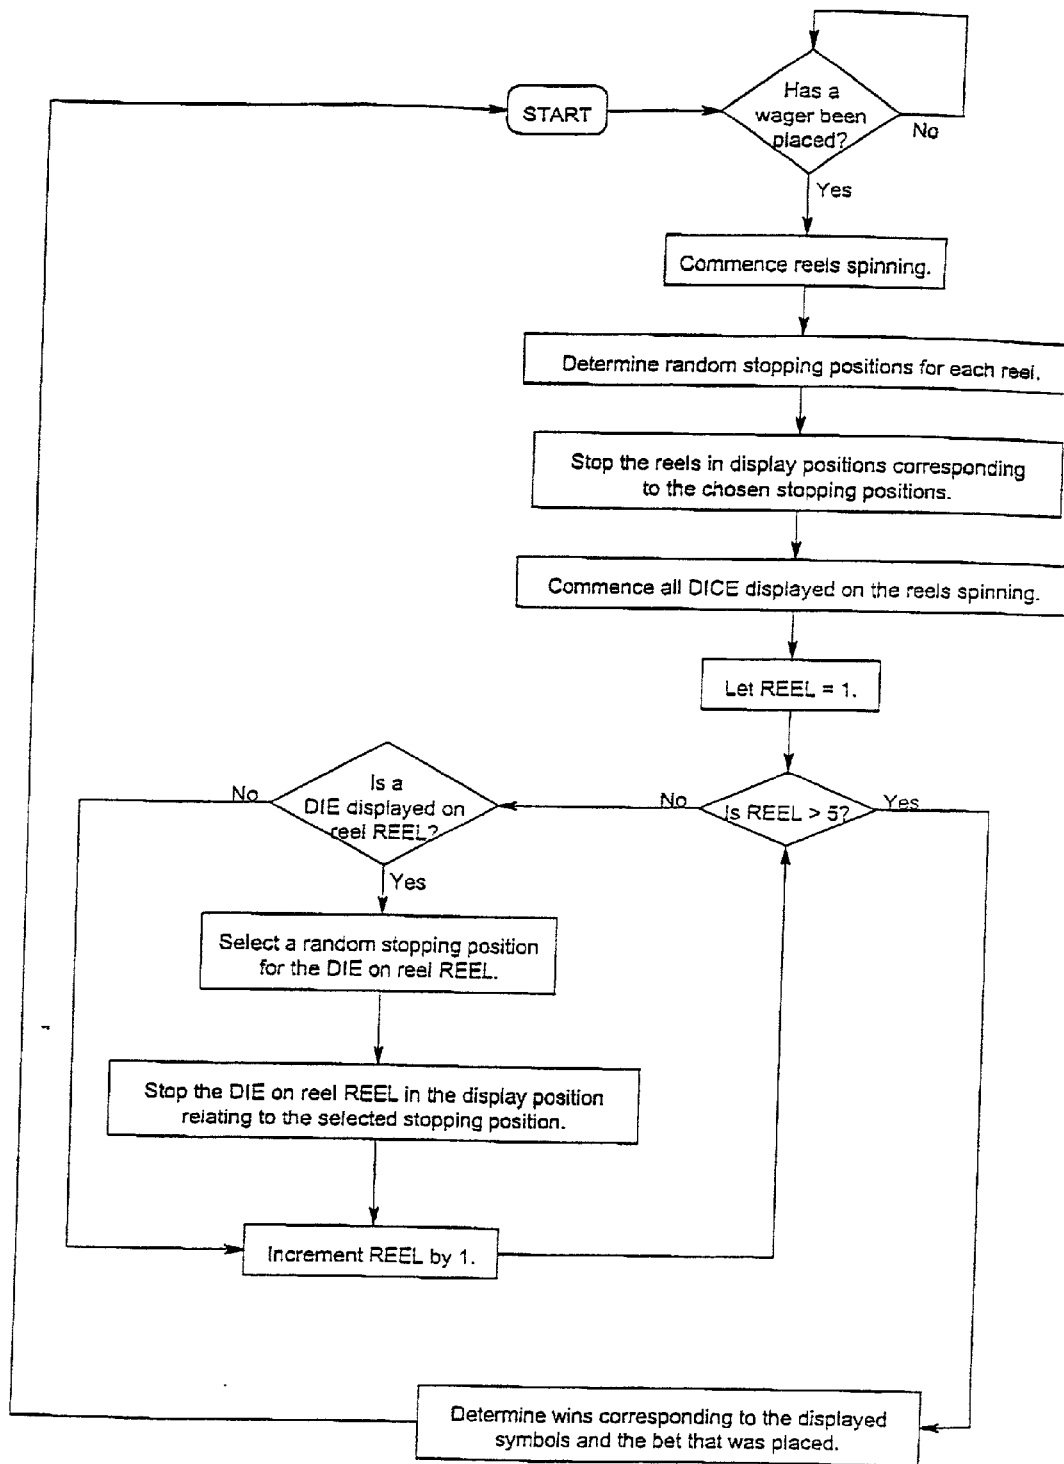 START
Has a
wager been
placed?
No
Yes
Commence reels spinning.
Determine random stopping positions for each reel.
Stop the reels in display positions corresponding
to the chosen stopping positions.
Commence all DICE displayed on the reels spinning.
Let REEL = 1.
Is REEL > 5?
No
Yes
Is a
DIE displayed on
reel REEL?
No
Yes
Select a random stopping position
for the DIE on reel REEL.
Stop the DIE on reel REEL in the display position
relating to the selected stopping position.
Increment REEL by 1.
Determine wins corresponding to the displayed
symbols and the bet that was placed.